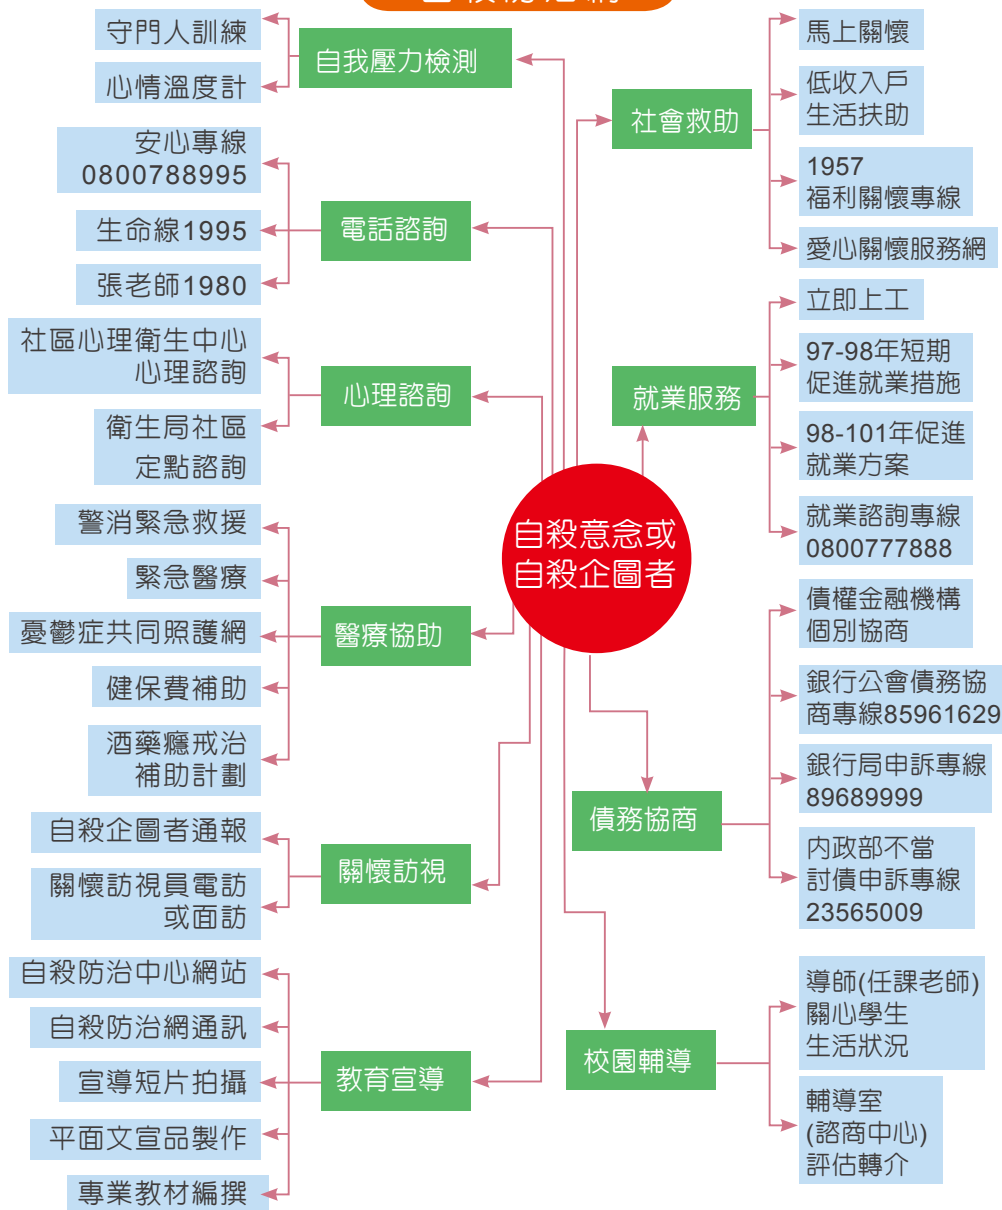 守門人訓練
心情溫度計
自我壓力檢測
安心專線
0800788995
生命線1995
張老師1980
電話諮詢
社區心理衛生中心
心理諮詢
衛生局社區
定點諮詢
心理諮詢
警消緊急救援
緊急醫療
憂鬱症共同照護網
健保費補助
酒藥癮戒治
補助計劃
醫療協助
自殺企圖者通報
關懷訪視員電訪
或面訪
關懷訪視
自殺防治中心網站
自殺防治網通訊
宣導短片拍攝
平面文宣品製作
專業教材編撰
教育宣導
自殺意念或
自殺企圖者
社會救助
馬上關懷
低收入戶
生活扶助
1957
福利關懷專線
愛心關懷服務網
就業服務
立即上工
97-98年短期
促進就業措施
98-101年促進
就業方案
就業諮詢專線
0800777888
債務協商
債權金融機構
個別協商
銀行公會債務協
商專線85961629
銀行局申訴專線
89689999
內政部不當
討債申訴專線
23565009
校園輔導
導師(任課老師)
關心學生
生活狀況
輔導室
(諮商中心)
評估轉介